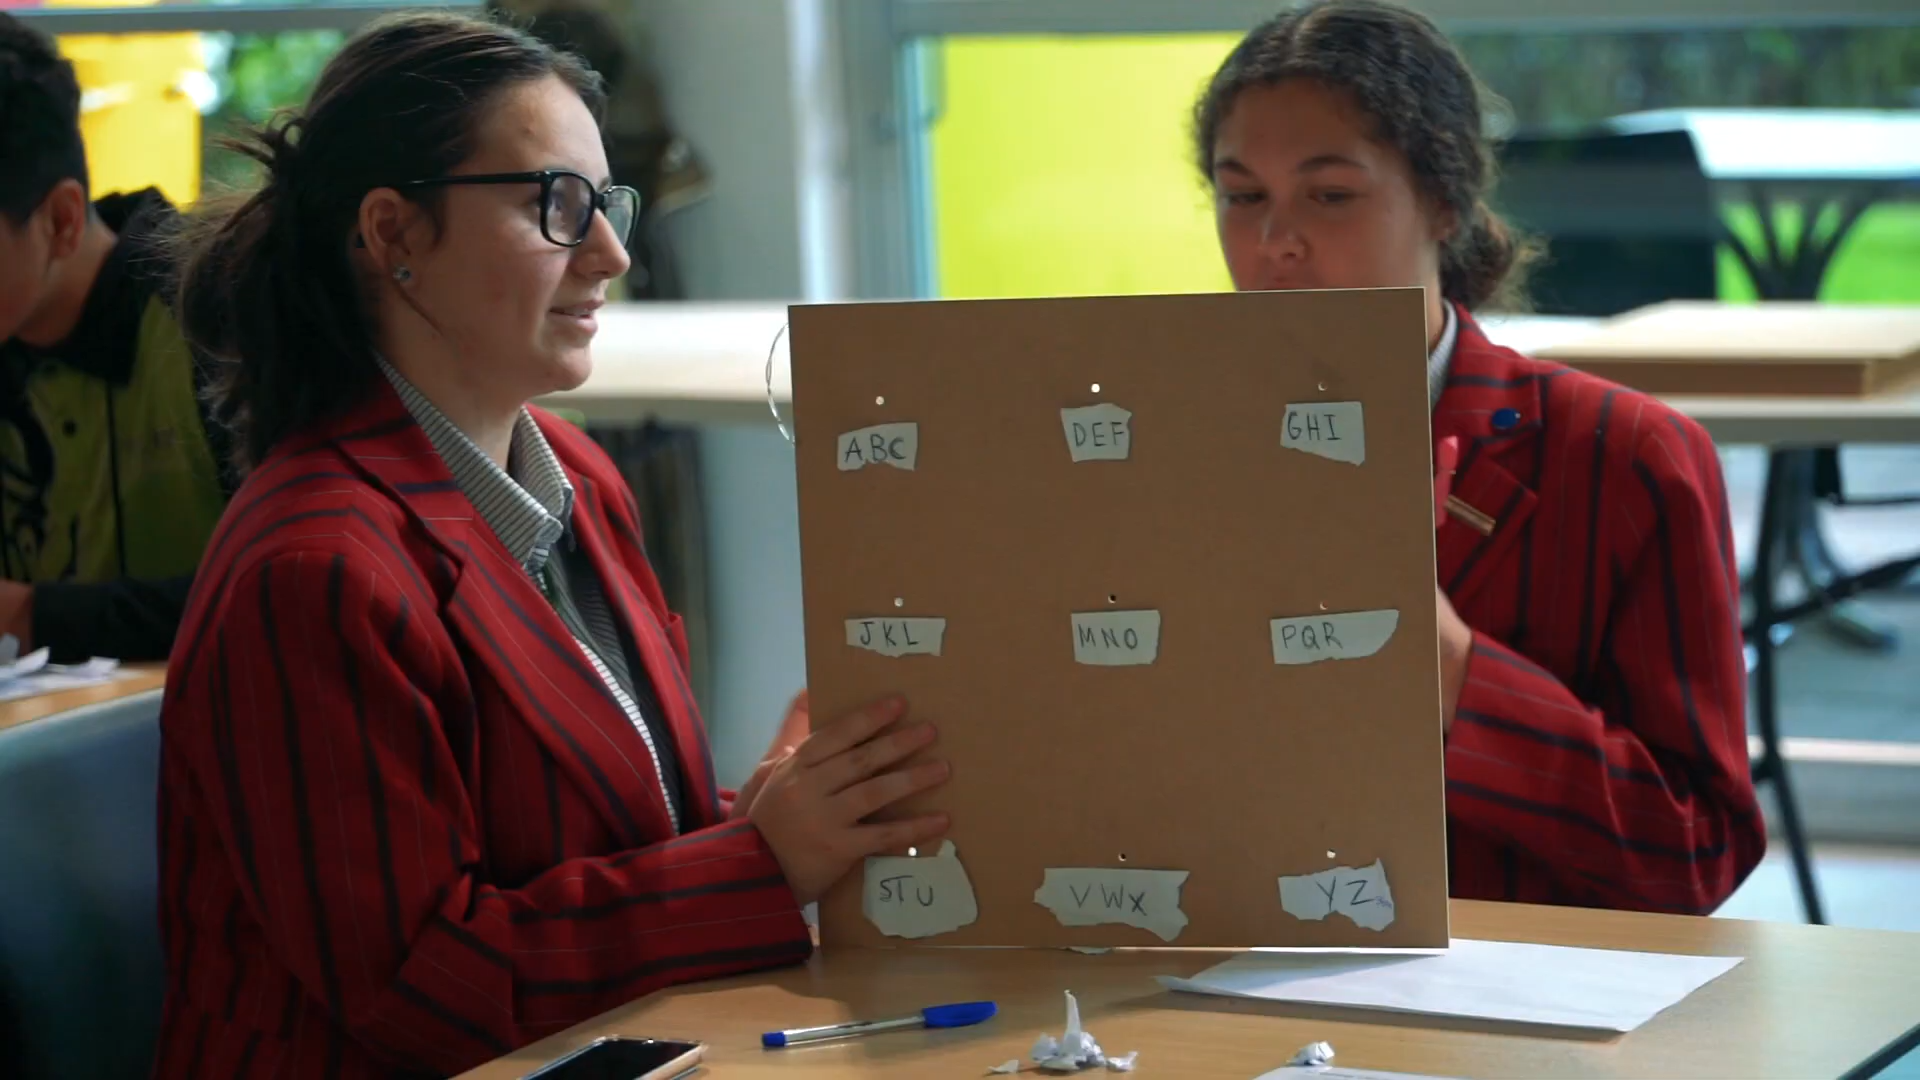 ABC
DEF
GHI
JKL
MNO
PQR
STU
VWX
YZ